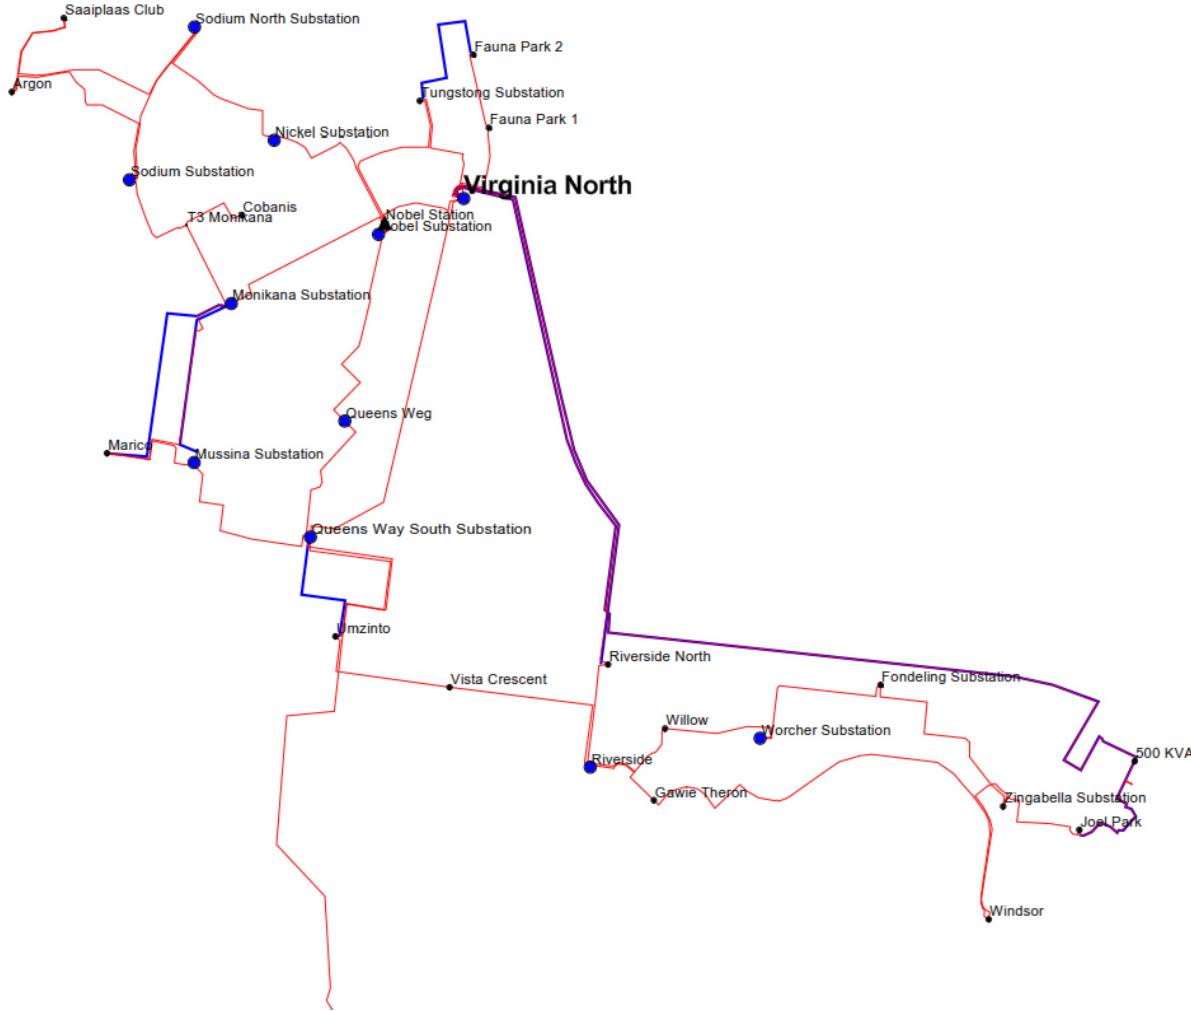 Saaiplaas Club
Sodium North Substation
Fauna Park 2
Argon
Tungstong Substation
Fauna Park 1
Nickel Substation
Sodium Substation
Virginia North
Cobanis
T3 Monikana
Nobel Station
Nobel Substation
Monikana Substation
Queens Weg
Marico
Mussina Substation
Queens Way South Substation
Umzinto
Riverside North
Vista Crescent
Fondeling Substation
Willow
Worcher Substation
500 KVA
Riverside
Gawie Theron
Zingabella Substation
Joel Park
Windsor